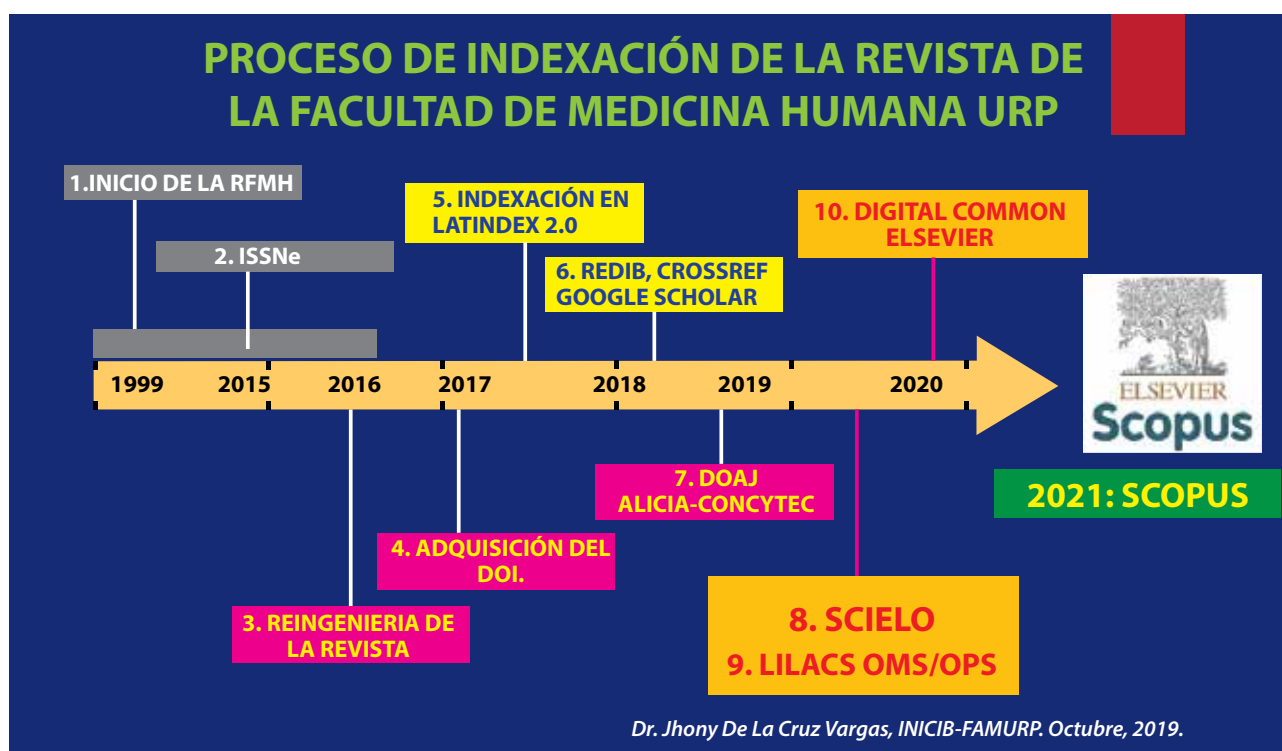 PROCESO DE INDEXACIÓN DE LA REVISTA DE
LA FACULTAD DE MEDICINA HUMANA URP
1.INICIO DE LA RFMH
2. ISSNe
5. INDEXACIÓN EN
LATINDEX 2.0
6. REDIB, CROSSREF
GOOGLE SCHOLAR
10. DIGITAL COMMON
ELSEVIER
1999 2015 2016 2017 2018 2019 2020
ELSEVIER
Scopus
2021: SCOPUS
3. REINGENIERIA DE
LA REVISTA
4. ADQUISICIÓN DEL
DOI.
7. DOAJ
ALICIA-CONCYTEC
8. SCIELO
9. LILACS OMS/OPS
Dr. Jhony De La Cruz Vargas, INICIB-FAMURP. Octubre, 2019.